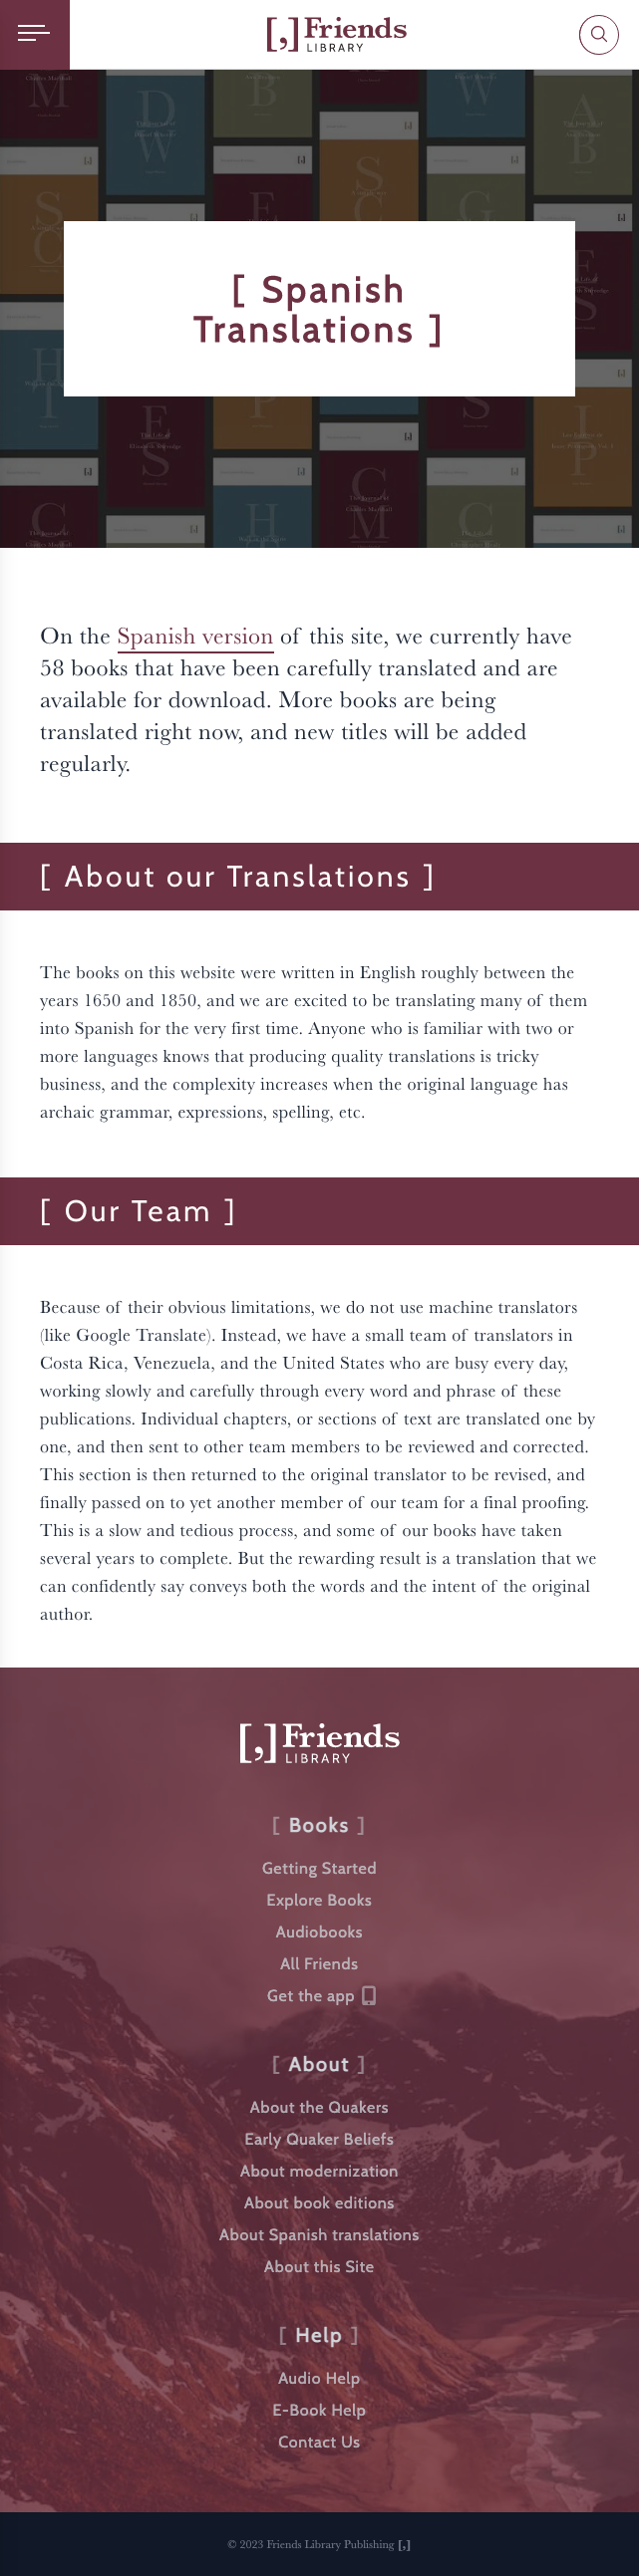 [,] Friends
LIBRARY
[ Spanish
Translations ]
On the Spanish version of this site, we currently have
58 books that have been carefully translated and are
available for download. More books are being
translated right now, and new titles will be added
regularly.
[ About our Translations ]
The books on this website were written in English roughly between the
years 1650 and 1850, and we are excited to be translating many of them
into Spanish for the very first time. Anyone who is familiar with two or
more languages knows that producing quality translations is tricky
business, and the complexity increases when the original language has
archaic grammar, expressions, spelling, etc.
[ Our Team ]
Because of their obvious limitations, we do not use machine translators
(like Google Translate). Instead, we have a small team of translators in
Costa Rica, Venezuela, and the United States who are busy every day,
working slowly and carefully through every word and phrase of these
publications. Individual chapters, or sections of text are translated one by
one, and then sent to other team members to be reviewed and corrected.
This section is then returned to the original translator to be revised, and
finally passed on to yet another member of our team for a final proofing.
This is a slow and tedious process, and some of our books have taken
several years to complete. But the rewarding result is a translation that we
can confidently say conveys both the words and the intent of the original
author.
[,] Friends
LIBRARY
[ Books ]
Getting Started
Explore Books
Audiobooks
All Friends
Get the app
[ About ]
About the Quakers
Early Quaker Beliefs
About modernization
About book editions
About Spanish translations
About this Site
[ Help ]
Audio Help
E-Book Help
Contact Us
© 2023 Friends Library Publishing [,]